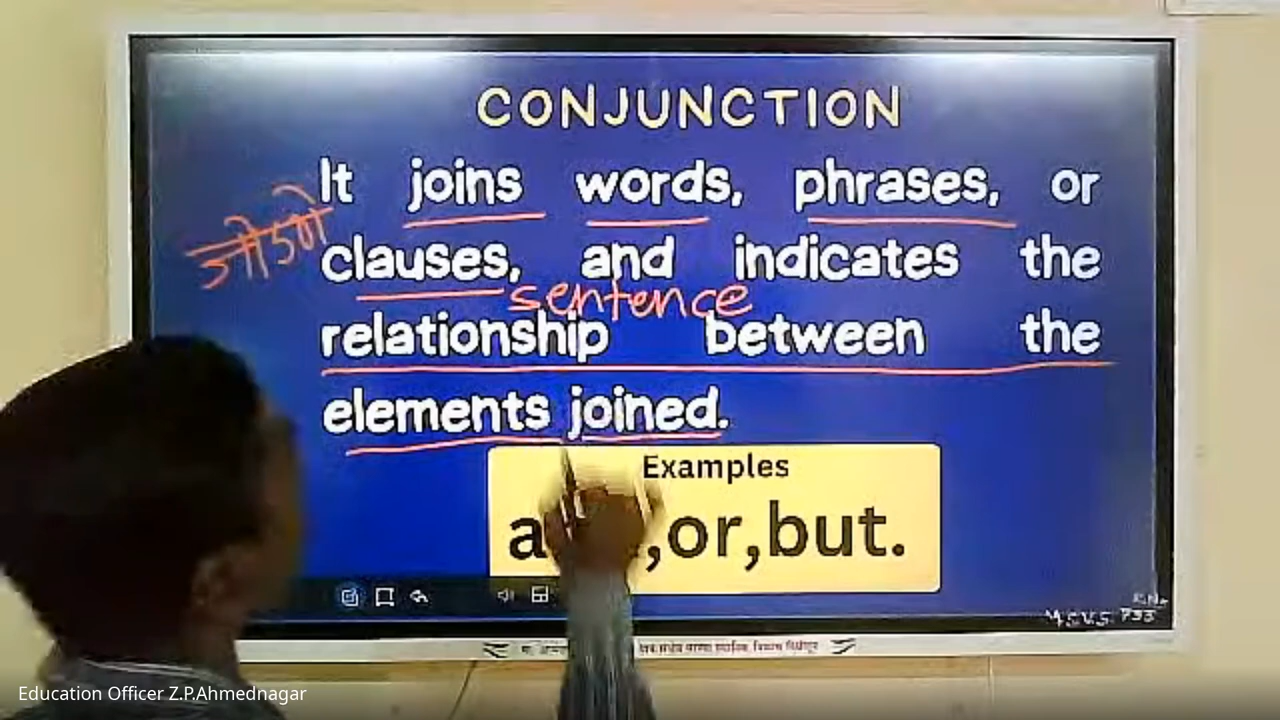 CONJUNCTION
It joins words, phrases, or
जोडणे
clauses, and indicates the
sentence
relationship between the
elements joined.
Examples
,or,but.
Education Officer Z.P.Ahmednagar